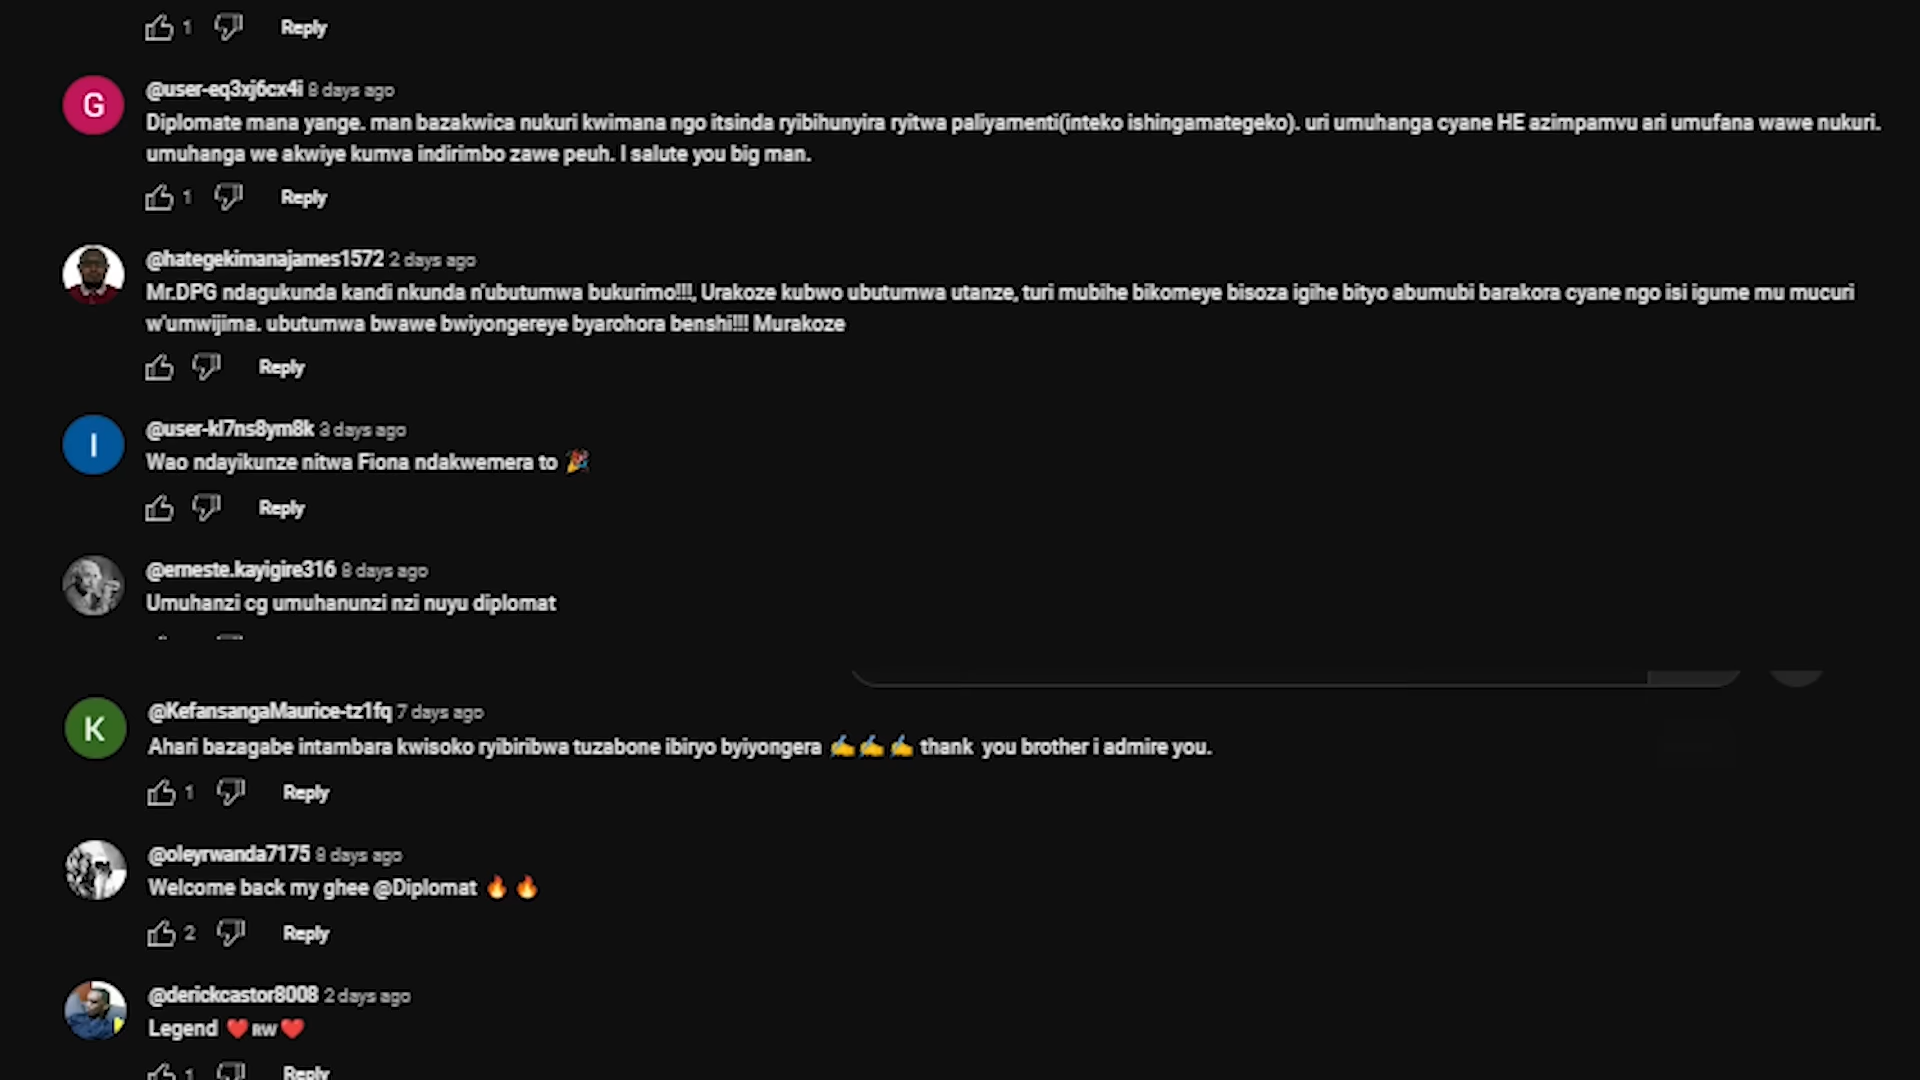 1 Reply
G
@user-eq3xj6cx4i 8 days ago
Diplomate mana yange. man bazakwica nukuri kwimana ngo itsinda ryibihunyira ryitwa paliyamenti(inteko ishingamategeko). uri umuhanga cyane HE azimpamvu ari umufana wawe nukuri.
umuhanga we akwiye kumva indirimbo zawe peuh. I salute you big man.
1 Reply
@hategekimanajames1572 2 days ago
Mr.DPG ndagukunda kandi nkunda n'ubutumwa bukurimo!!!, Urakoze kubwo ubutumwa utanze, turi mubihe bikomeye bisoza igihe bityo abumubi barakora cyane ngo isi igume mu mucuri
w'umwijima. ubutumwa bwawe bwiyongereye byarohora benshi!!! Murakoze
Reply
I
@user-kl7ns8ym8k 3 days ago
Wao ndayikunze nitwa Fiona ndakwemera to 🎉
Reply
@erneste.kayigire316 8 days ago
Umuhanzi cg umuhanunzi nzi nuyu diplomat
K
@KefansangaMaurice-tz1fq 7 days ago
Ahari bazagabe intambara kwisoko ryibiribwa tuzabone ibiryo byiyongera ✍️✍️✍️ thank you brother i admire you.
1 Reply
@oleyrwanda7175 8 days ago
Welcome back my ghee @Diplomat 🔥🔥
2 Reply
@derickcastor8008 2 days ago
Legend ❤️RW❤️
1 Reply